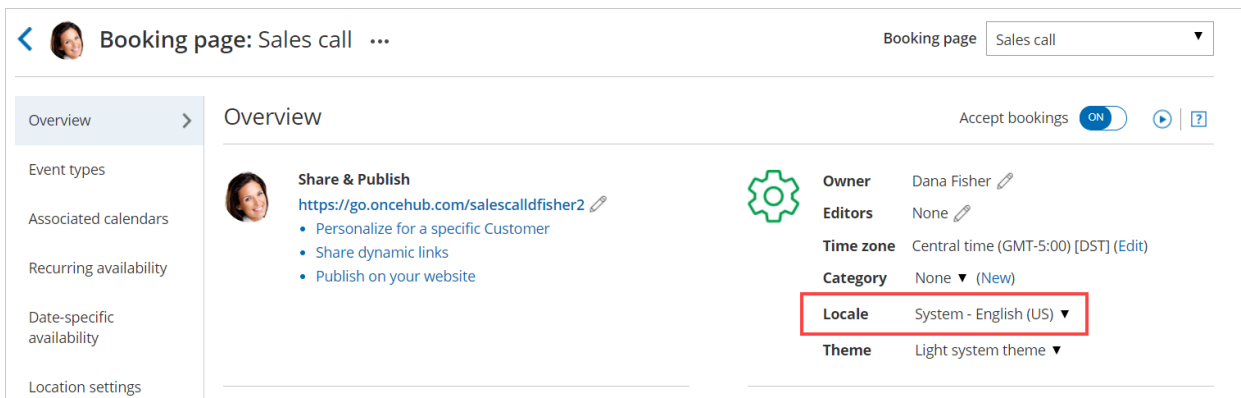 Booking page: Sales call ...
Booking page Sales call ▼
Overview
Event types
Associated calendars
Recurring availability
Date-specific
availability
Location settings
Overview
Accept bookings ON ?
Share & Publish
https://go.oncehub.com/salescalldfisher2
• Personalize for a specific Customer
• Share dynamic links
• Publish on your website
Owner Dana Fisher
Editors None
Time zone Central time (GMT-5:00) [DST] (Edit)
Category None ▼ (New)
Locale System - English (US) ▼
Theme Light system theme ▼